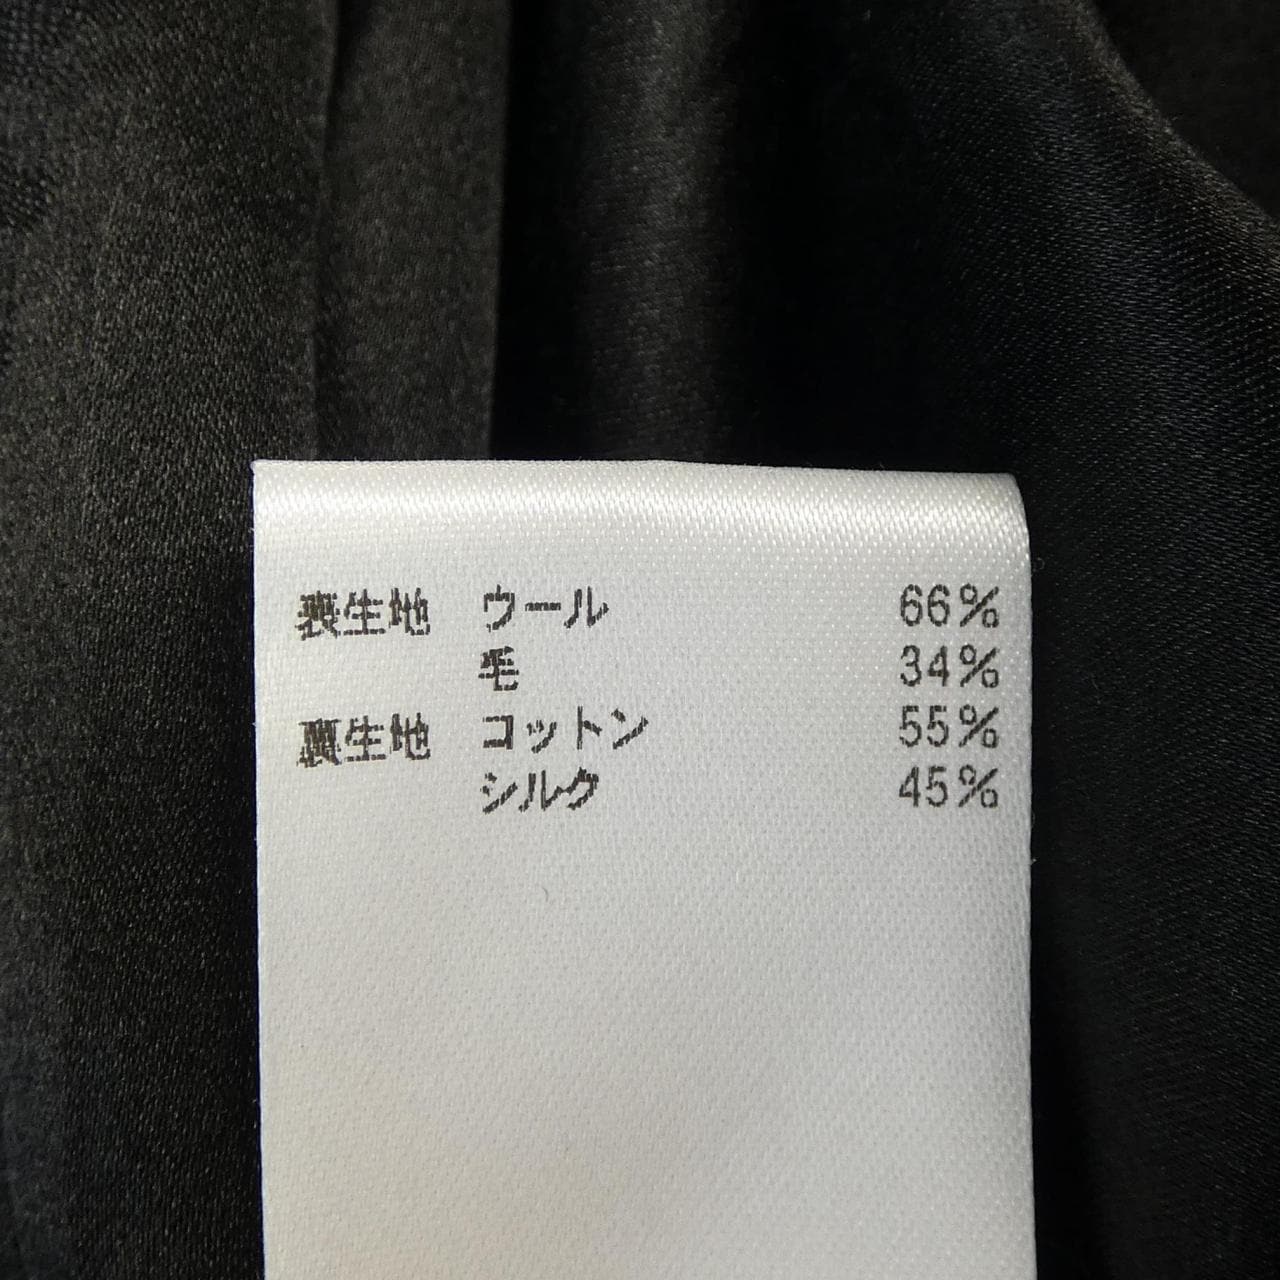 表生地 ウール 66%
毛 34%
裏生地 コットン 55%
シルク 45%